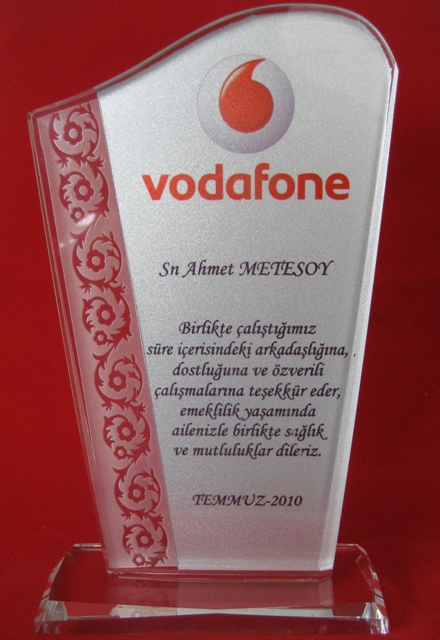 vodafone
Sn Ahmet METESOY
Birlikte çalıştığımız
süre içerisindeki arkadaşlığına, ,
dostluğuna ve özverili
çalışmalarına teşekkür eder,
emeklilik yaşamında
ailenizle birlikte sağlık
ve mutluluklar dileriz.
TEMMUZ-2010